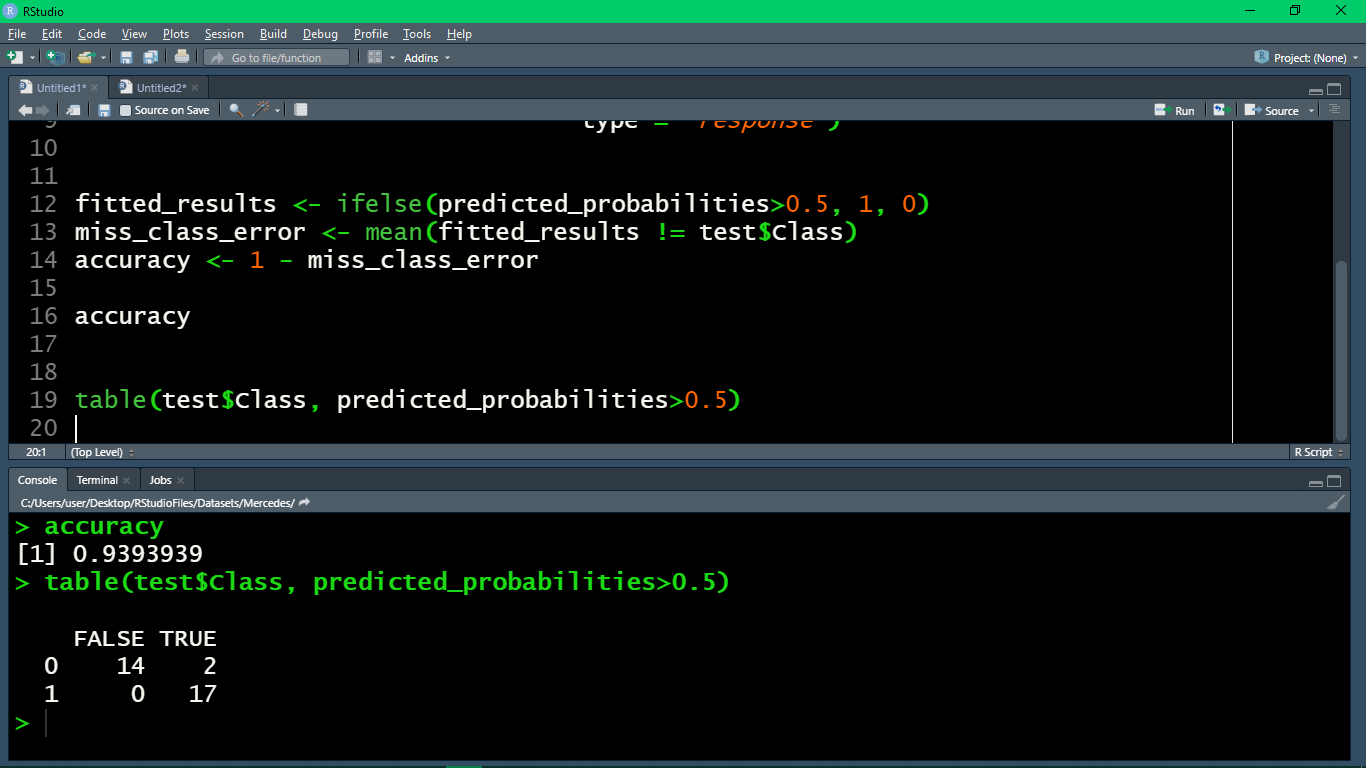 RStudio
File Edit Code View Plots Session Build Debug Profile Tools Help
Go to file/function Addins Project: (None)
Untitled1* Untitled2*
Source on Save Run Source
9 type = "response")
10
11
12 fitted_results <- ifelse(predicted_probabilities>0.5, 1, 0)
13 miss_class_error <- mean(fitted_results != test$Class)
14 accuracy <- 1 - miss_class_error
15
16 accuracy
17
18
19 table(test$Class, predicted_probabilities>0.5)
20
20:1 (Top Level) R Script
Console Terminal Jobs
C:/Users/user/Desktop/RStudioFiles/Datasets/Mercedes/
> accuracy
[1] 0.9393939
> table(test$Class, predicted_probabilities>0.5)
FALSE TRUE
0 14 2
1 0 17
>